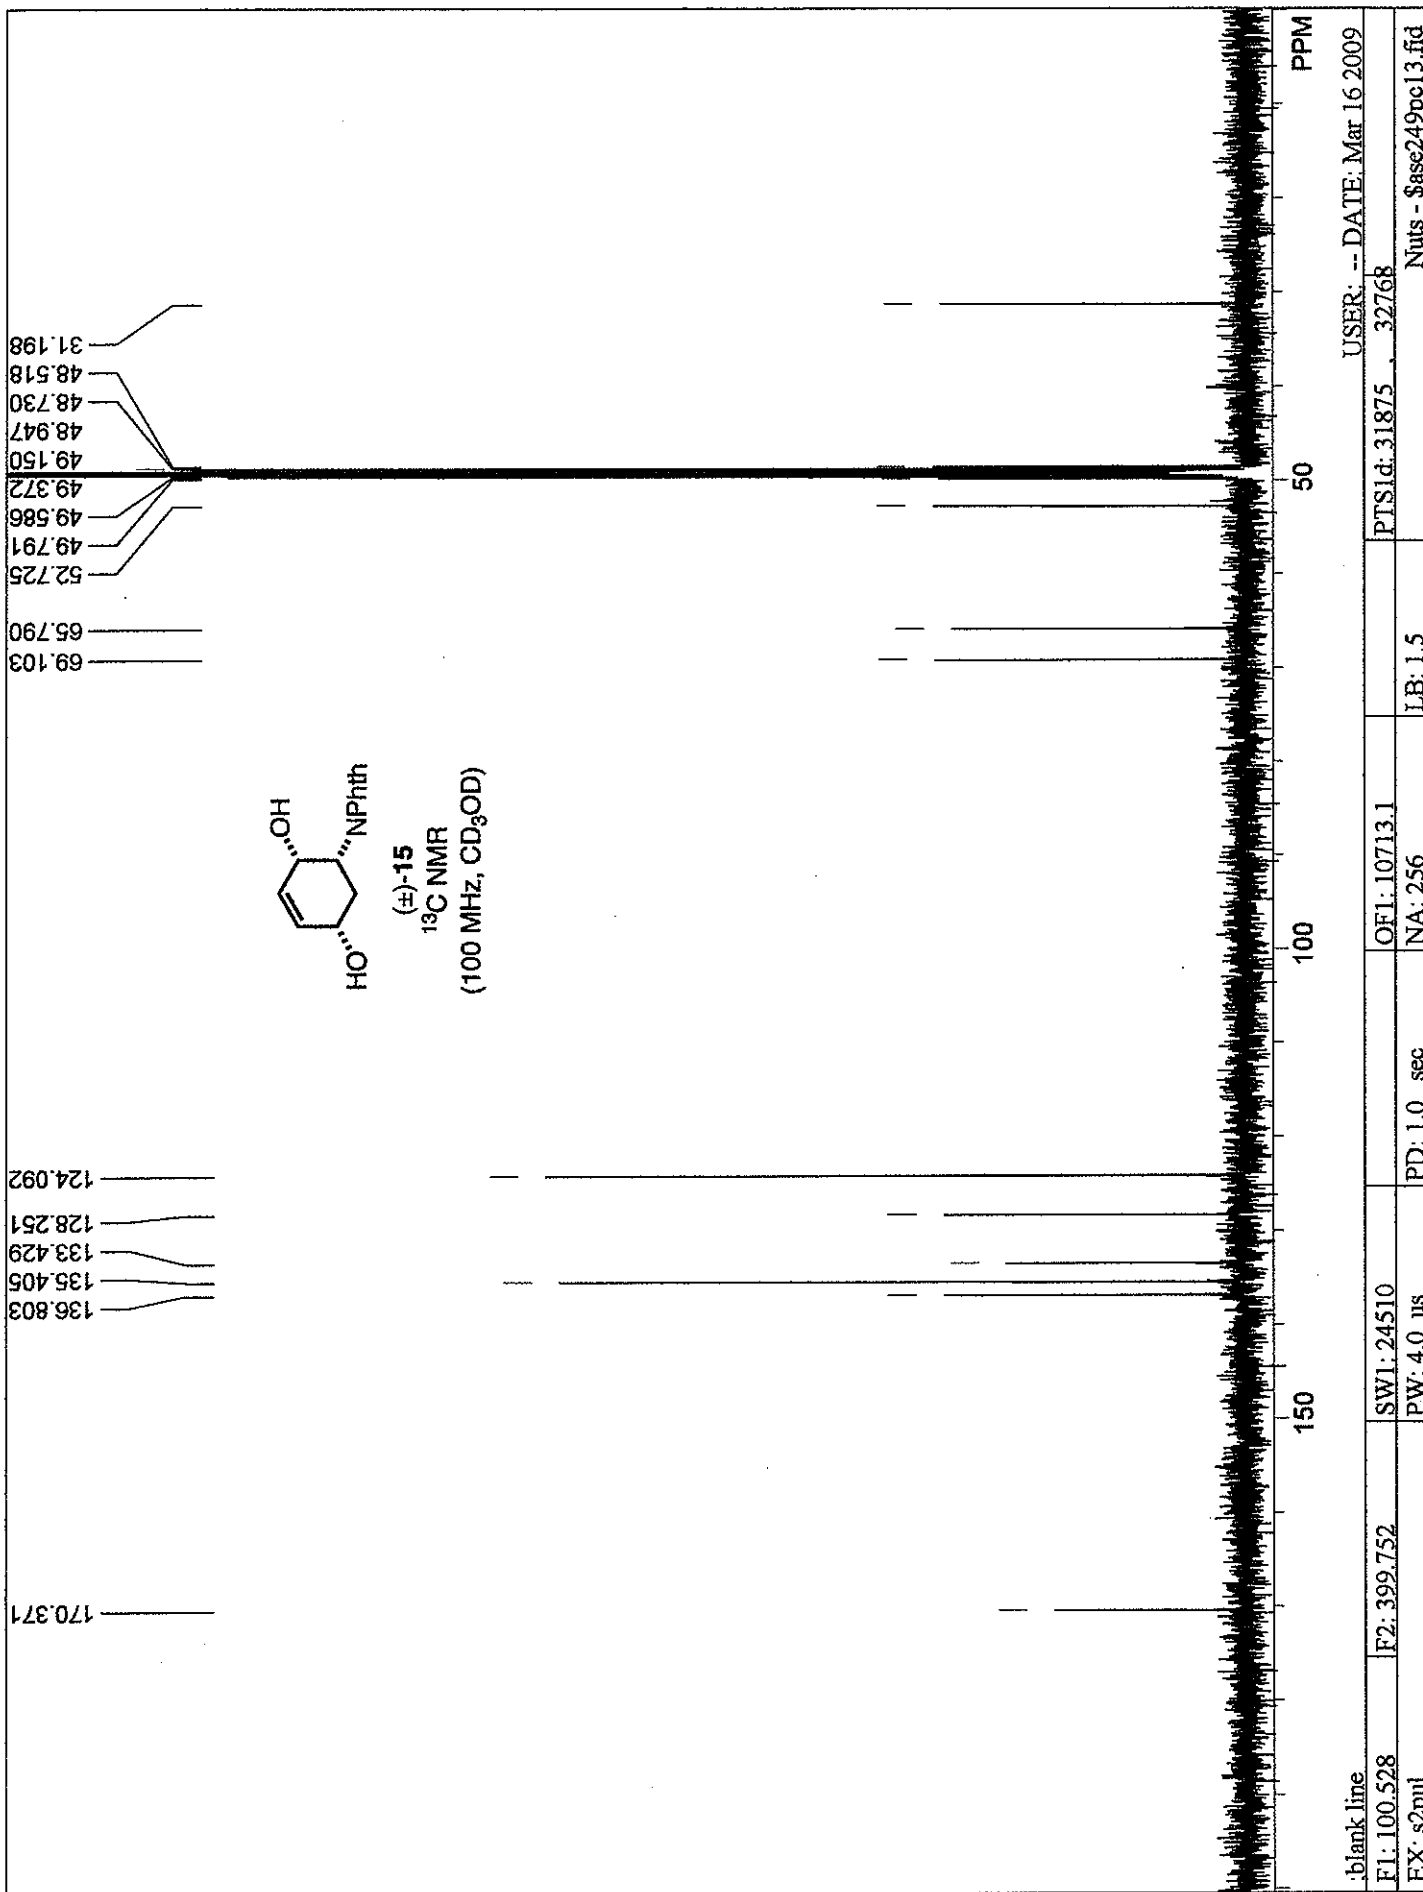 31.198
48.518
48.730
48.947
49.150
49.372
49.586
49.791
52.725
65.790
69.103
124.092
128.251
133.429
135.405
136.803
170.371
OH
NPhth
HO
(±)-15
¹³C NMR
(100 MHz, CD₃OD)
150 100 50 PPM
:blank line USER: -- DATE: Mar 16 2009
F1: 100.528 F2: 399.752 SW1: 24510 OF1: 10713.1 PTS1d: 31875 , 32768
EX: s2pul PW: 4.0 us PD: 1.0 sec NA: 256 LB: 1.5 Nuts - $ase249pc13.fid